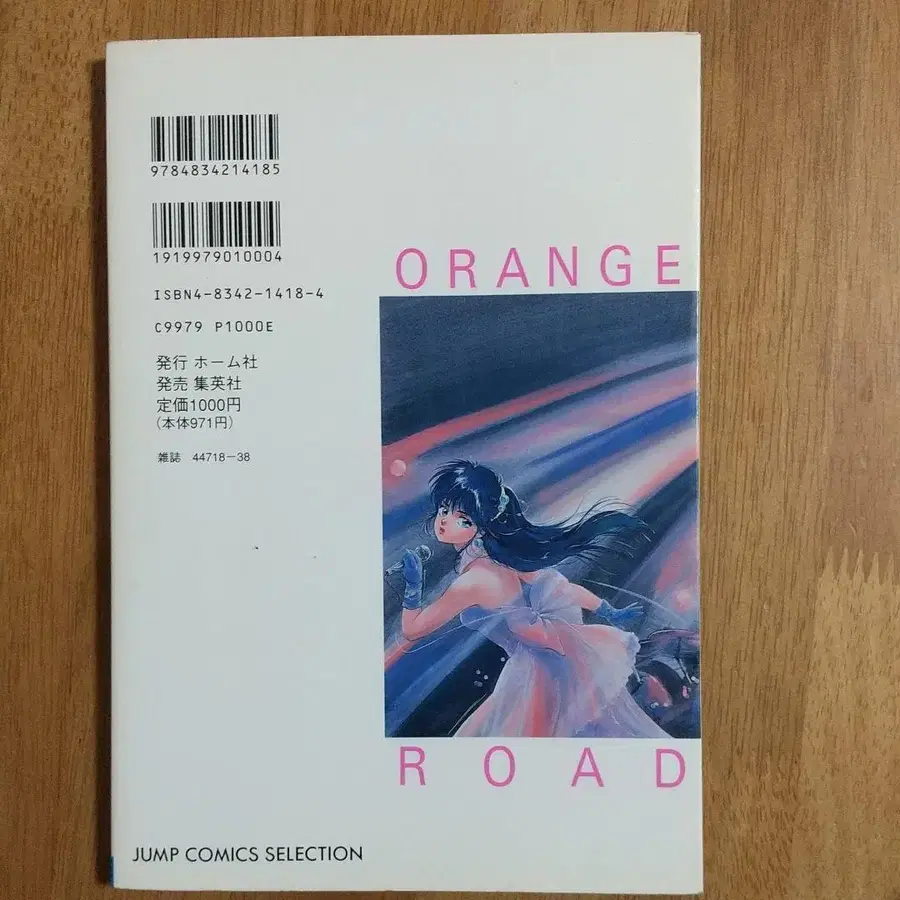 9784834214185
1919979010004
ISBN4-8342-1418-4
C9979 P1000E
発行 ホーム社
発売 集英社
定価1000円
(本体971円)
雑誌 44718-38
ORANGE
ROAD
JUMP COMICS SELECTION